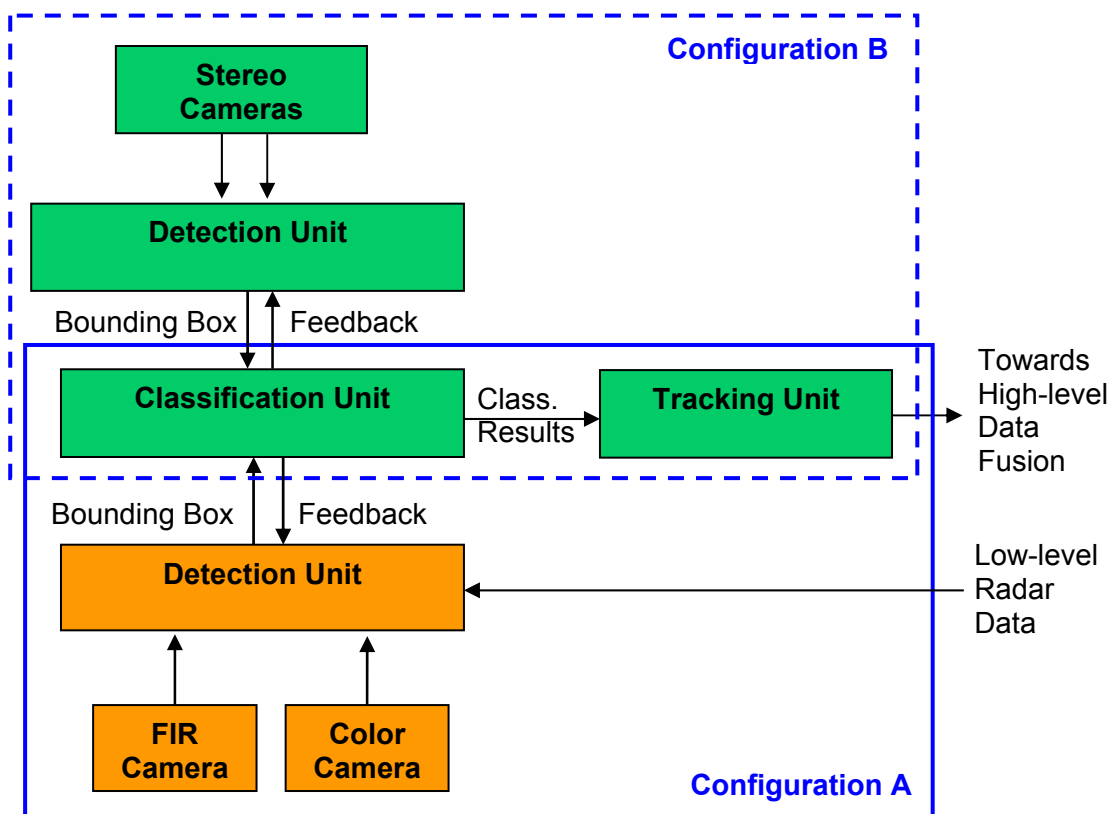 Configuration B
Stereo
Cameras
Detection Unit
Bounding Box
Feedback
Classification Unit
Class.
Results
Tracking Unit
Towards
High-level
Data
Fusion
Bounding Box
Feedback
Detection Unit
Low-level
Radar
Data
FIR
Camera
Color
Camera
Configuration A